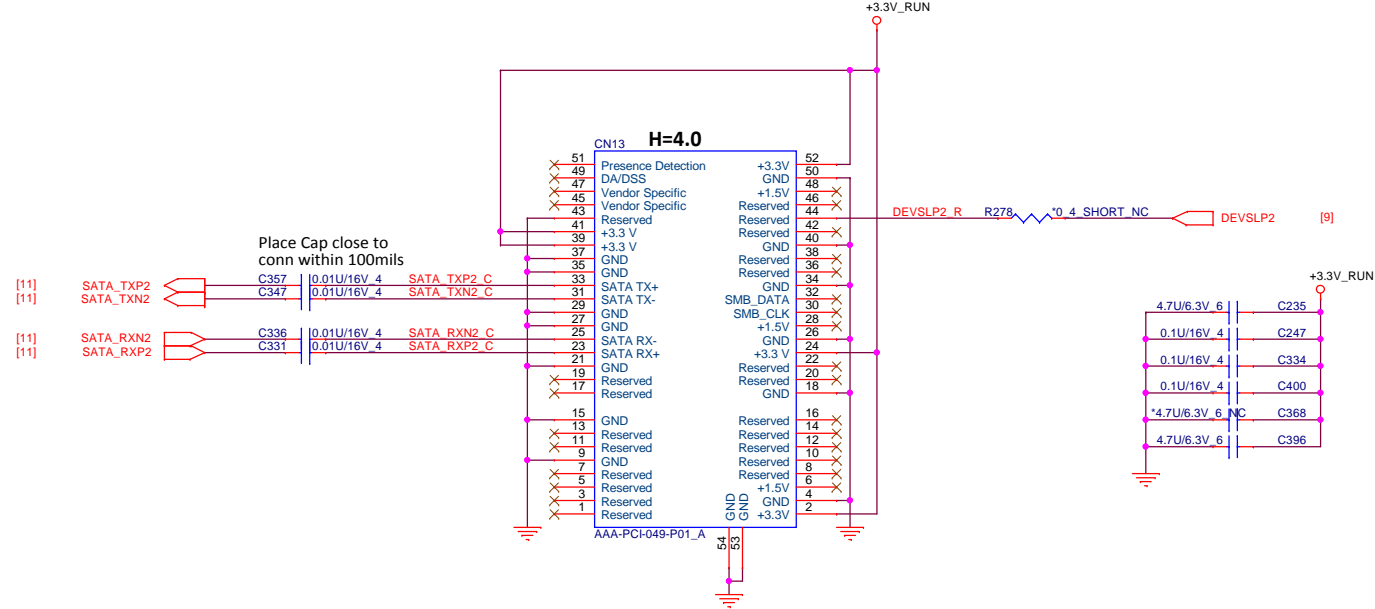 +3.3V_RUN
H=4.0
CN13
51 Presence Detection +3.3V 52
49 DA/DSS GND 50
47 Vendor Specific +1.5V 48
45 Vendor Specific Reserved 46
43 Reserved Reserved 44 DEVSLP2_R R278 *0_4_SHORT_NC DEVSLP2 [9]
41 +3.3 V Reserved 42
39 +3.3 V GND 40
Place Cap close to
conn within 100mils
37 GND Reserved 38
35 GND Reserved 36
[11] SATA_TXP2 C357 0.01U/16V_4 SATA_TXP2_C 33 SATA TX+ GND 34
[11] SATA_TXN2 C347 0.01U/16V_4 SATA_TXN2_C 31 SATA TX- SMB_DATA 32
29 GND SMB_CLK 30
27 GND +1.5V 28
[11] SATA_RXN2 C336 0.01U/16V_4 SATA_RXN2_C 25 SATA RX- GND 26
[11] SATA_RXP2 C331 0.01U/16V_4 SATA_RXP2_C 23 SATA RX+ +3.3 V 24
21 GND Reserved 22
19 Reserved Reserved 20
17 Reserved GND 18
15 GND Reserved 16
13 Reserved Reserved 14
11 Reserved Reserved 12
9 GND Reserved 10
7 Reserved Reserved 8
5 Reserved +1.5V 6
3 Reserved GND 4
1 Reserved +3.3V 2
GND
GND
AAA-PCI-049-P01_A
54
53
+3.3V_RUN
4.7U/6.3V_6 C235
0.1U/16V_4 C247
0.1U/16V_4 C334
0.1U/16V_4 C400
*4.7U/6.3V_6_NC C368
4.7U/6.3V_6 C396